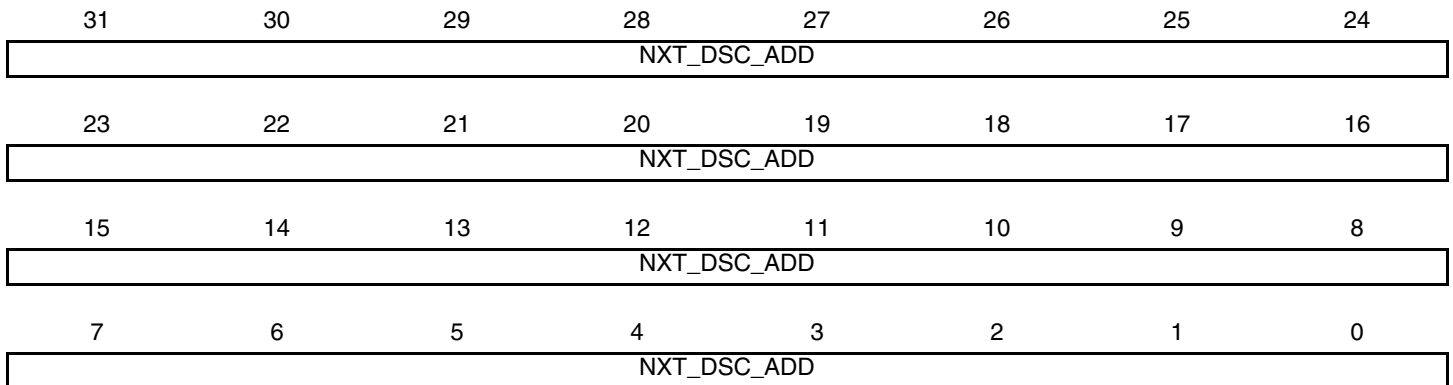 31 30 29 28 27 26 25 24
NXT_DSC_ADD
23 22 21 20 19 18 17 16
NXT_DSC_ADD
15 14 13 12 11 10 9 8
NXT_DSC_ADD
7 6 5 4 3 2 1 0
NXT_DSC_ADD